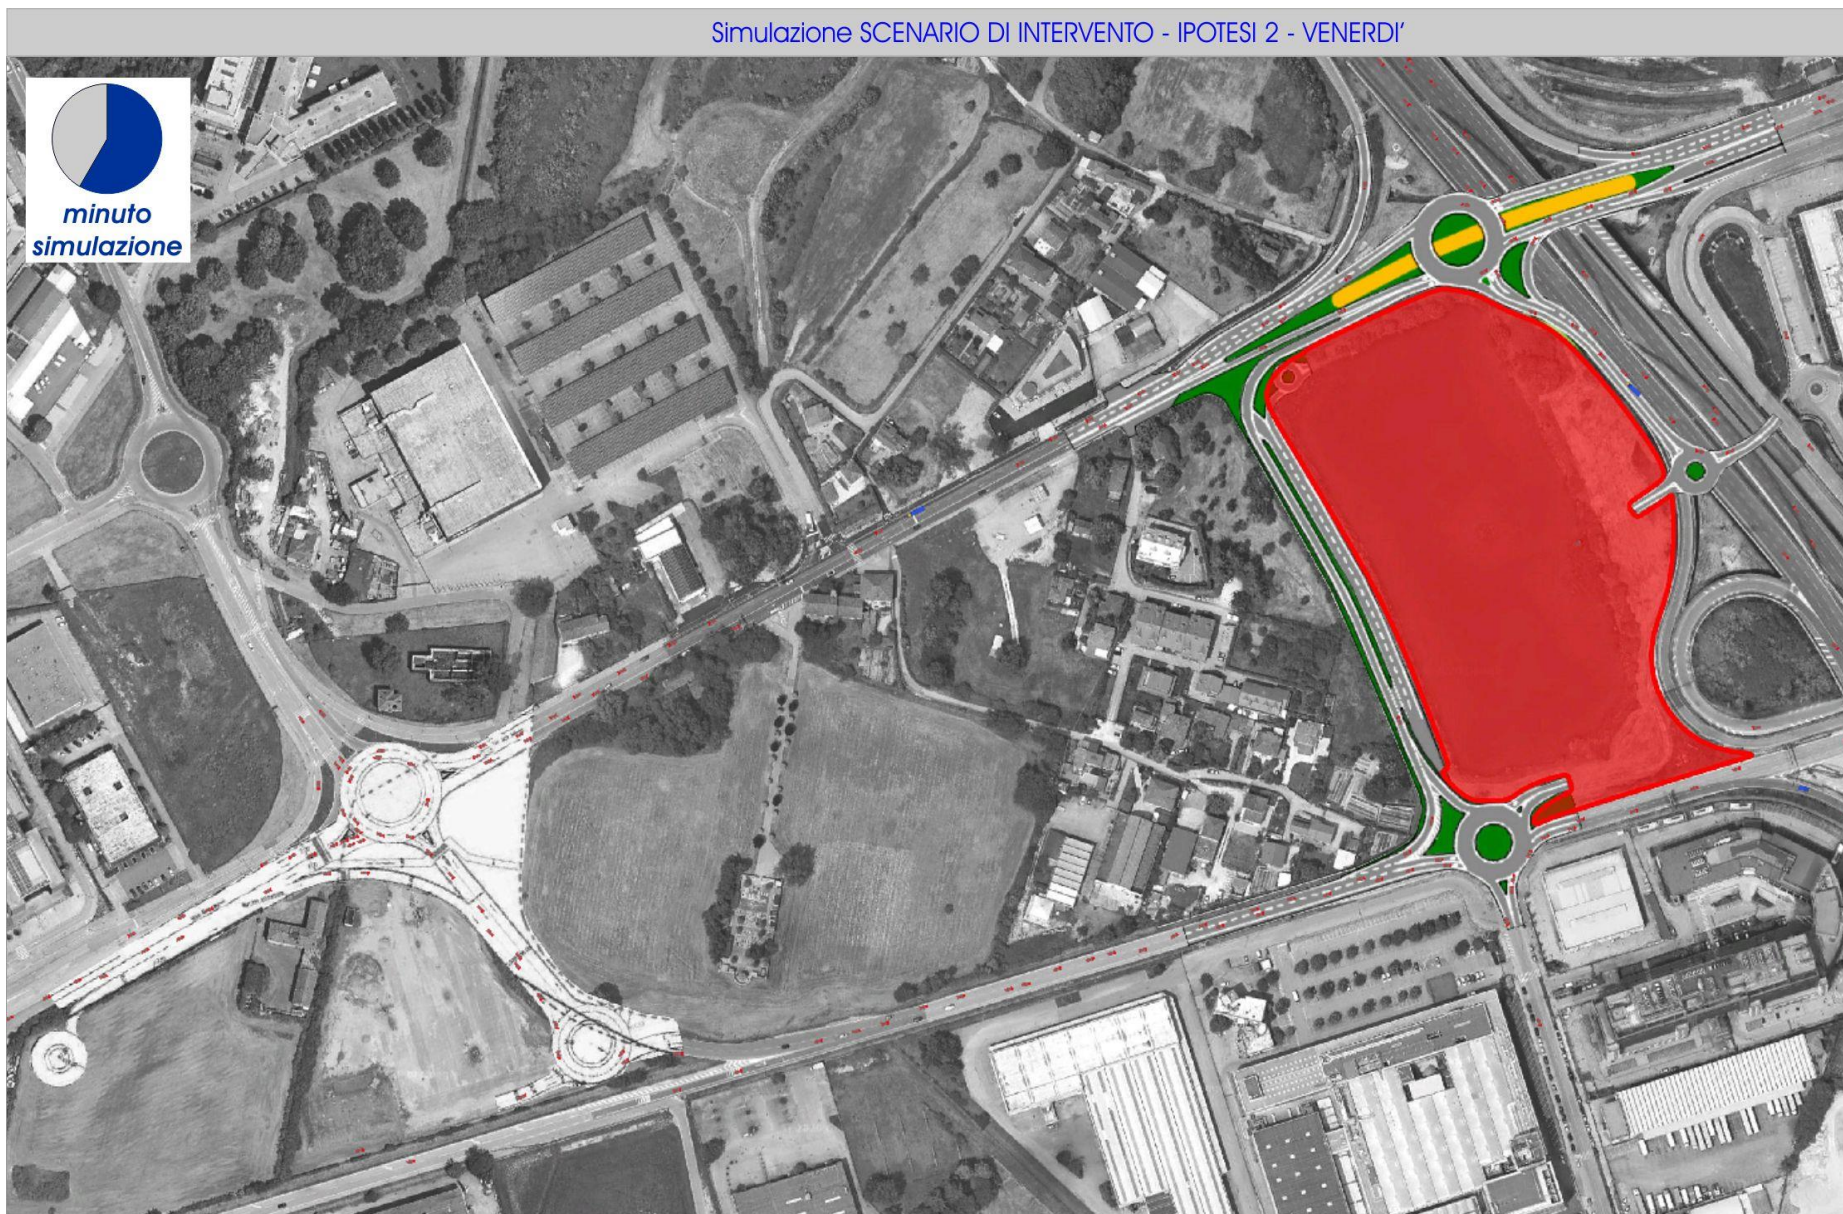 Simulazione SCENARIO DI INTERVENTO - IPOTESI 2 - VENERDI'
minuto
simulazione